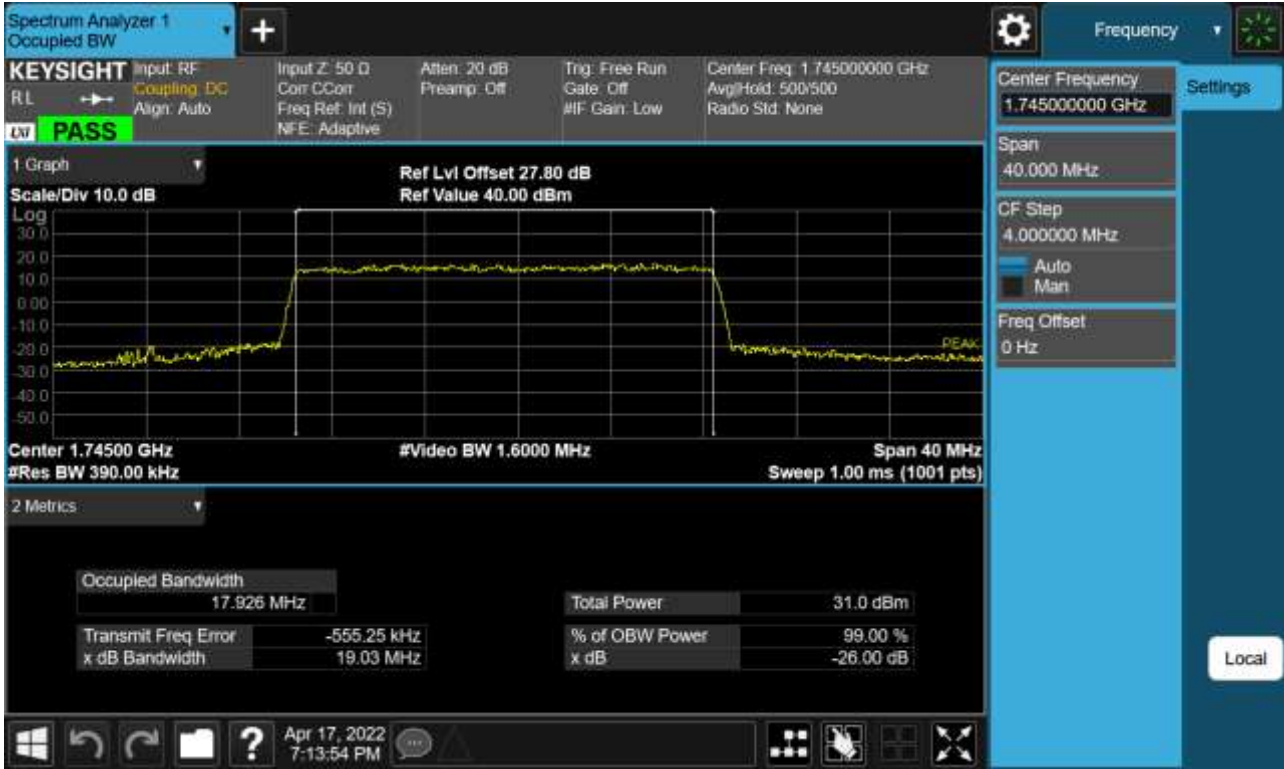 Spectrum Analyzer 1
Occupied BW
+
Frequency
KEYSIGHT
RL
LXI
PASS
Input: RF
Coupling: DC
Align: Auto
Input Z: 50 Ω
Corr CCorr
Freq Ref: Int (S)
NFE: Adaptive
Atten: 20 dB
Preamp: Off
Trig: Free Run
Gate: Off
#IF Gain: Low
Center Freq: 1.745000000 GHz
Avg|Hold: 500/500
Radio Std: None
Center Frequency
1.745000000 GHz
Settings
Span
40.000 MHz
CF Step
4.000000 MHz
Auto
Man
Freq Offset
0 Hz
Local
1 Graph
Scale/Div 10.0 dB
Ref Lvl Offset 27.80 dB
Ref Value 40.00 dBm
Log
30.0
20.0
10.0
0.00
-10.0
-20.0
-30.0
-40.0
-50.0
PEAK
Center 1.74500 GHz
#Video BW 1.6000 MHz
Span 40 MHz
#Res BW 390.00 kHz
Sweep 1.00 ms (1001 pts)
2 Metrics
Occupied Bandwidth
17.926 MHz
Total Power 31.0 dBm
Transmit Freq Error -555.25 kHz
% of OBW Power 99.00 %
x dB Bandwidth 19.03 MHz
x dB -26.00 dB
?
Apr 17, 2022
7:13:54 PM